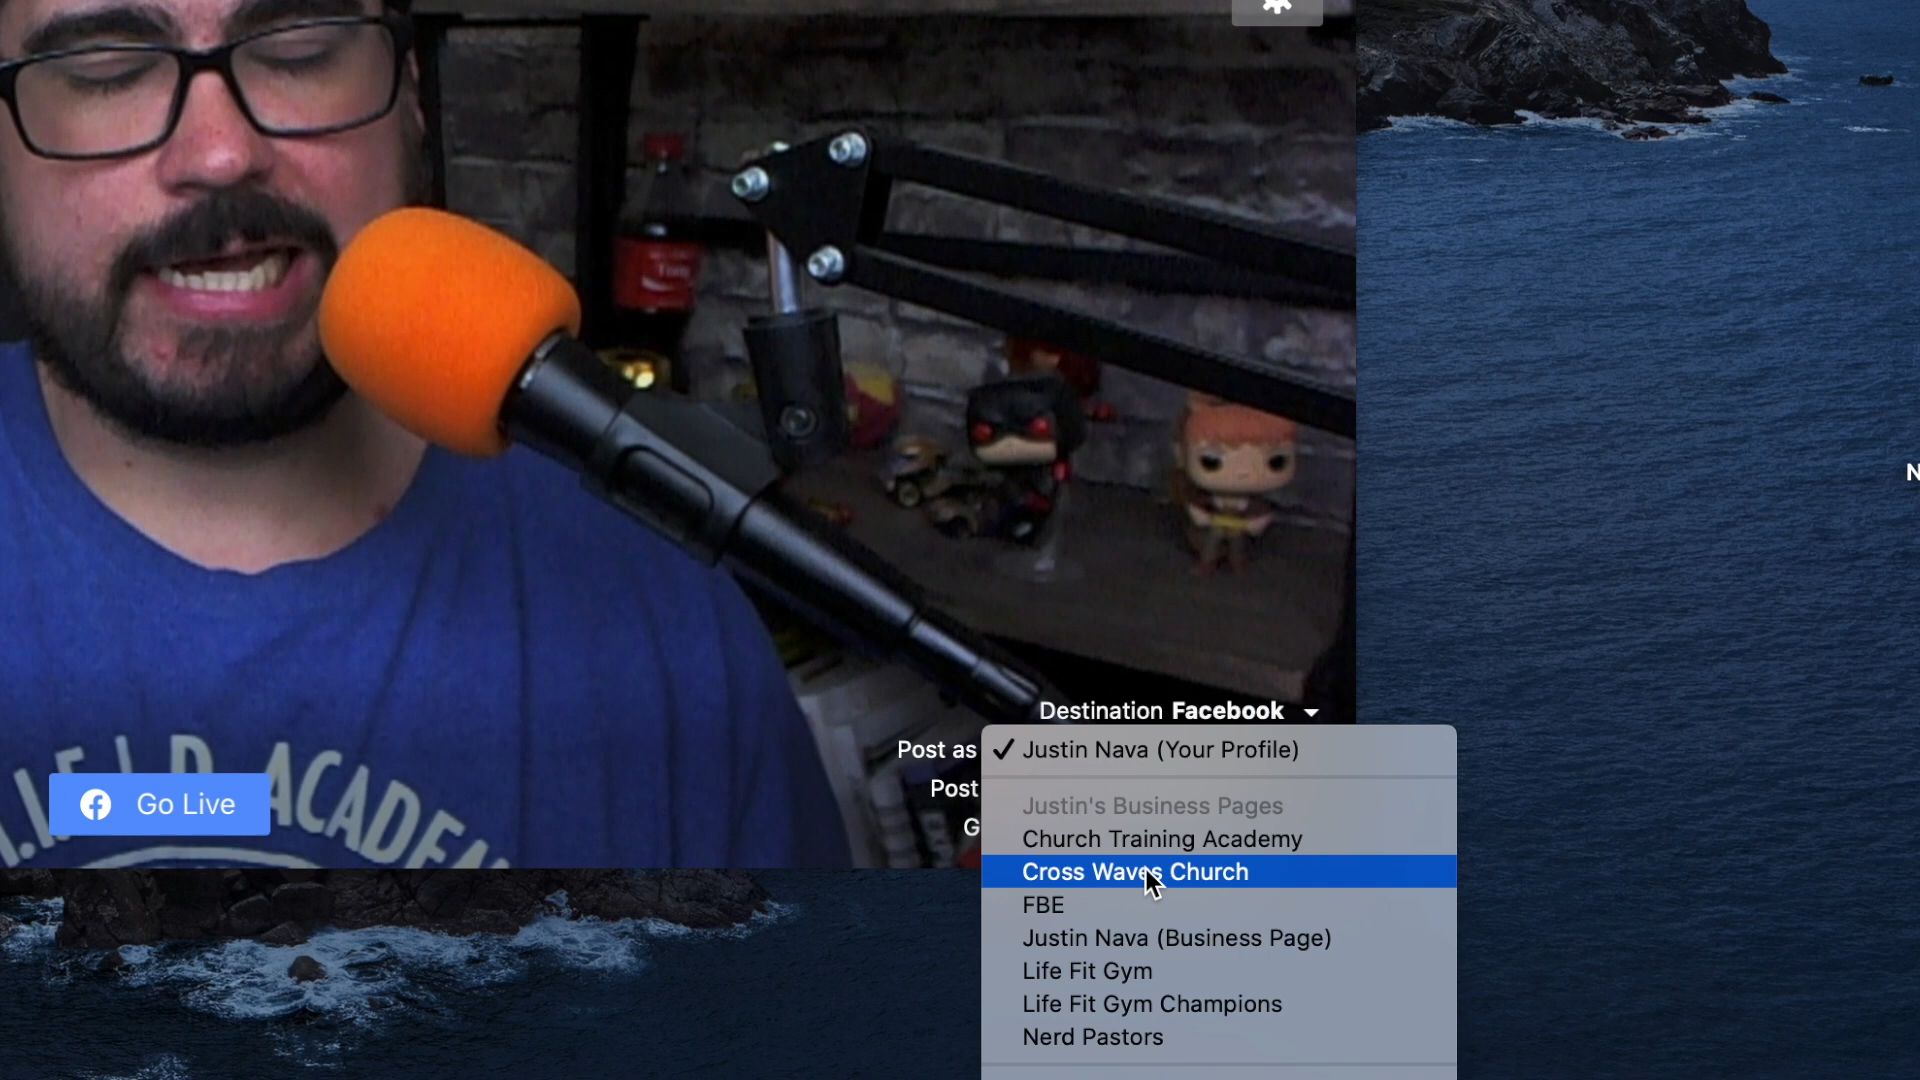 Destination Facebook
Post as
✓ Justin Nava (Your Profile)
Post
Justin's Business Pages
G
Church Training Academy
Cross Waves Church
FBE
Justin Nava (Business Page)
Life Fit Gym
Life Fit Gym Champions
Nerd Pastors
Go Live
ACADEM
N